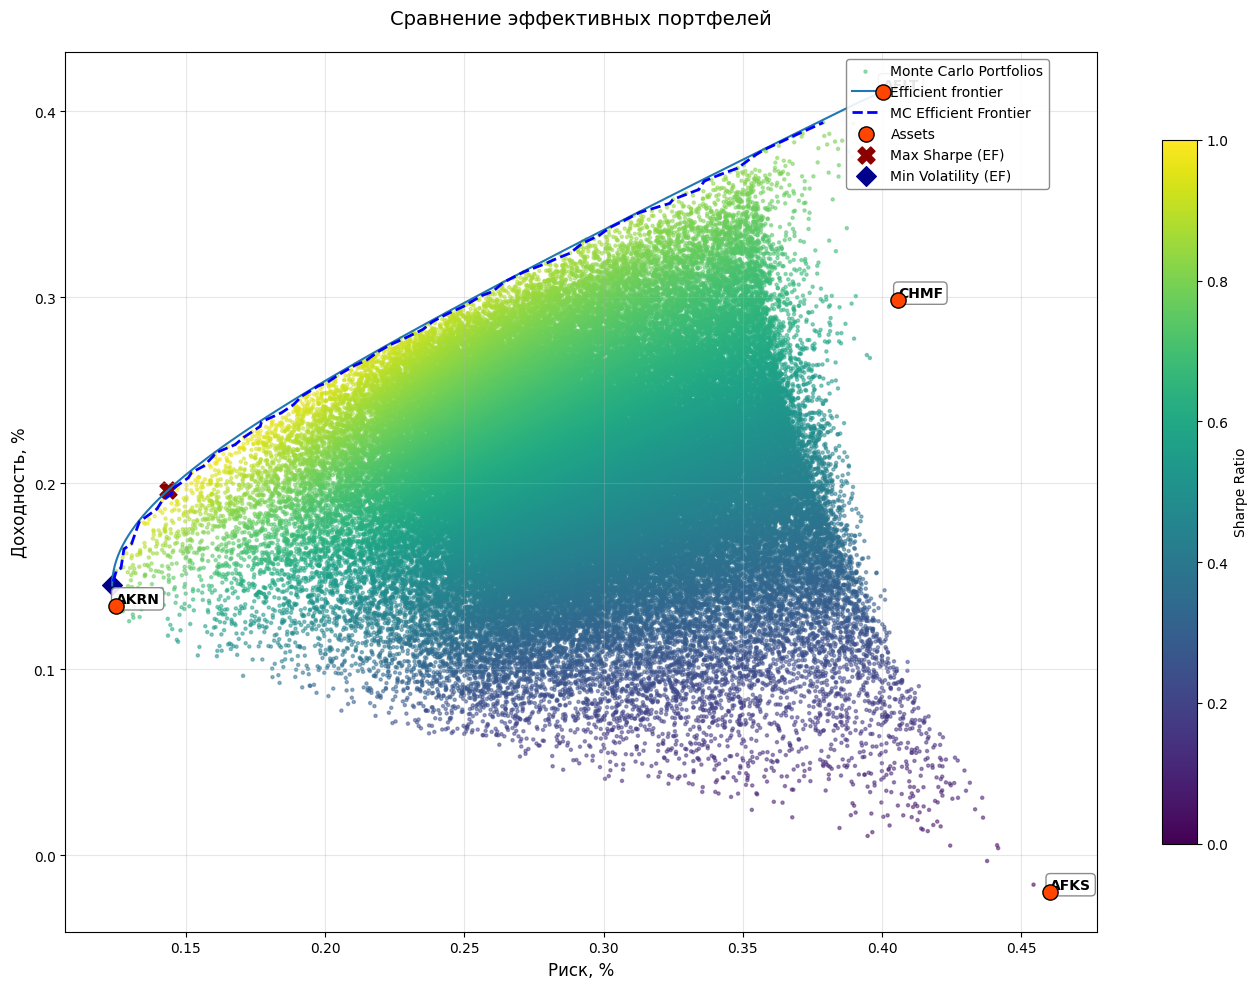 Сравнение эффективных портфелей
Monte Carlo Portfolios
Efficient frontier
MC Efficient Frontier
Assets
Max Sharpe (EF)
Min Volatility (EF)
CHMF
AKRN
AFKS
Доходность, %
0.4
0.3
0.2
0.1
0.0
0.15
0.20
0.25
0.30
0.35
0.40
0.45
Риск, %
1.0
0.8
0.6
0.4
0.2
0.0
Sharpe Ratio